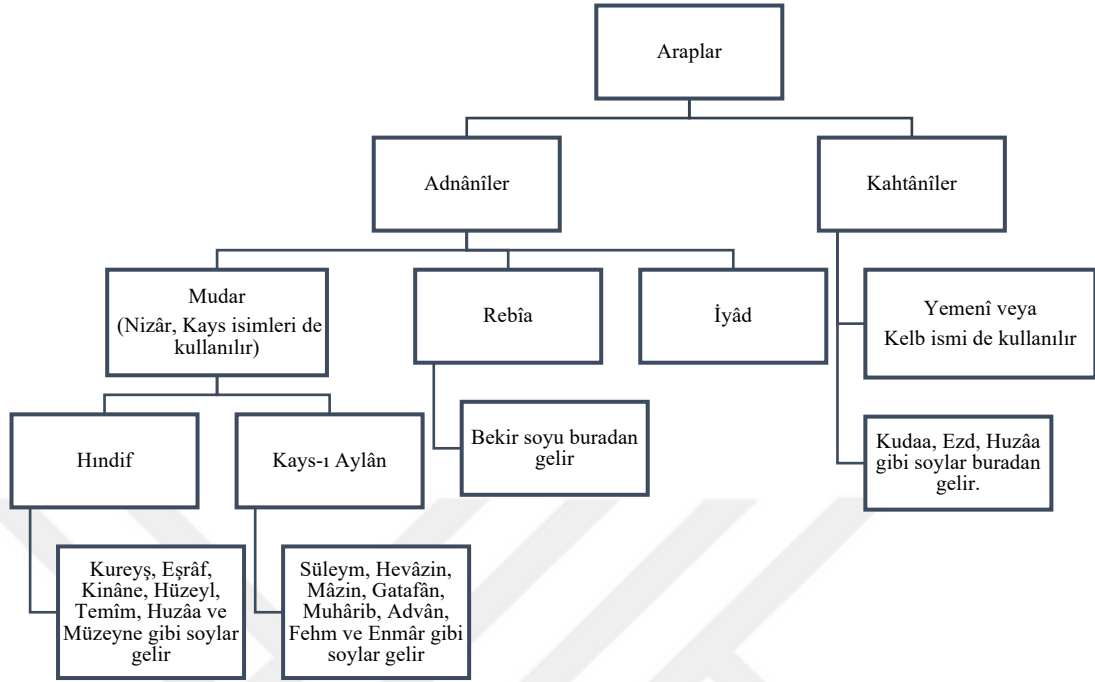 Araplar
Adnânîler
Kahtânîler
Mudar
(Nizâr, Kays isimleri de
kullanılır)
Rebîa
İyâd
Yemenî veya
Kelb ismi de kullanılır
Hındif
Kays-ı Aylân
Bekir soyu buradan
gelir
Kudaa, Ezd, Huzâa
gibi soylar buradan
gelir.
Kureyş, Eşrâf,
Kinâne, Hüzeyl,
Temîm, Huzâa ve
Müzeyne gibi soylar
gelir
Süleym, Hevâzin,
Mâzin, Gatafân,
Muhârib, Advân,
Fehm ve Enmâr gibi
soylar gelir